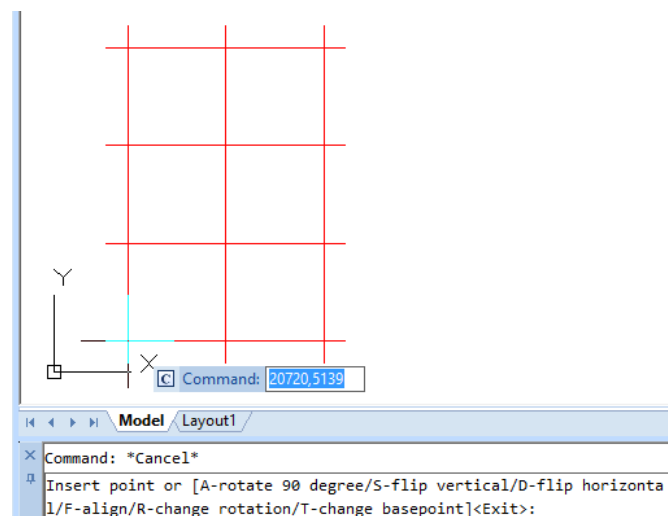 Y
X
C Command: 20720,5139
Model Layout1
Command: *Cancel*
Insert point or [A-rotate 90 degree/S-flip vertical/D-flip horizonta
l/F-align/R-change rotation/T-change basepoint]<Exit>: